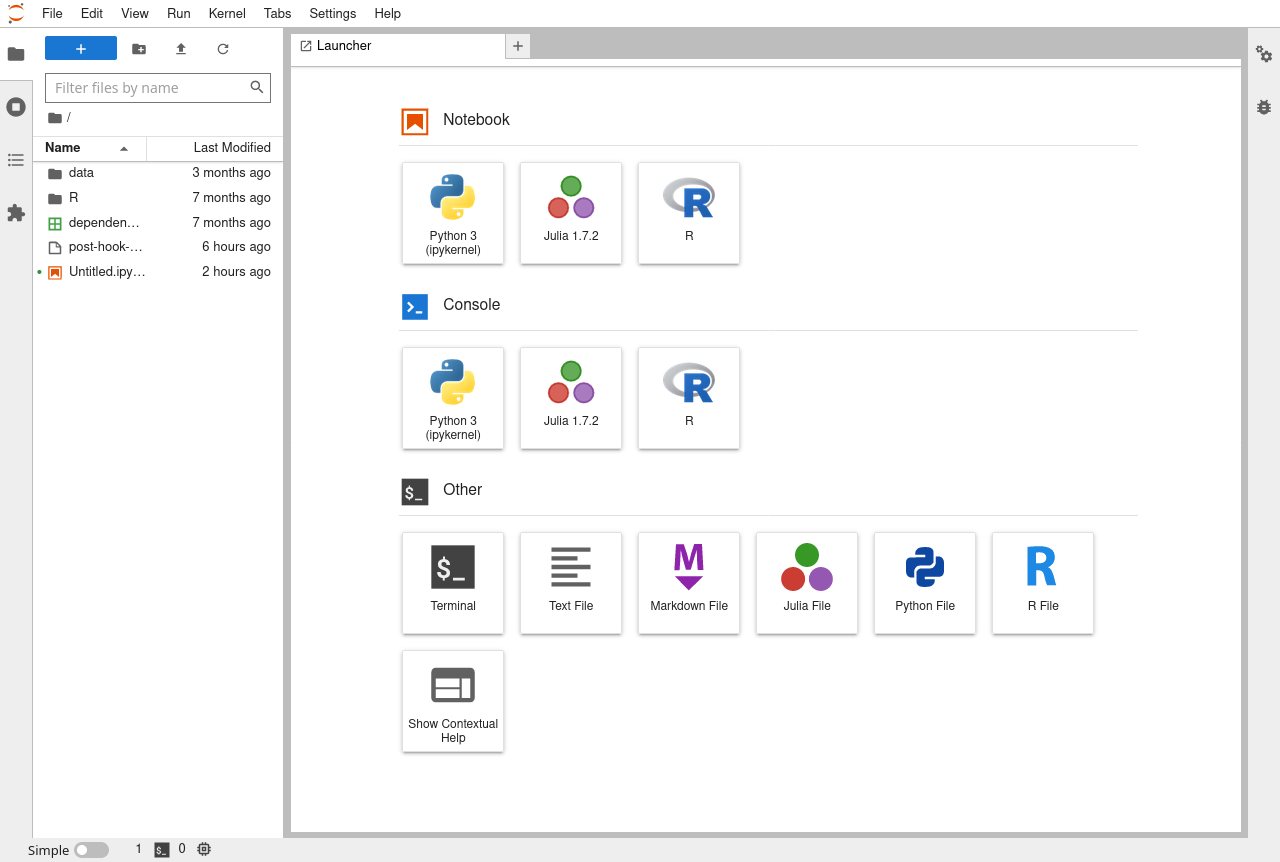 File Edit View Run Kernel Tabs Settings Help
Launcher
Filter files by name
/
Name Last Modified
data 3 months ago
R 7 months ago
dependen… 7 months ago
post-hook-… 6 hours ago
Untitled.ipy… 2 hours ago
Notebook
Python 3 (ipykernel)
Julia 1.7.2
R
Console
Python 3 (ipykernel)
Julia 1.7.2
R
$_ Other
$_ Terminal
Text File
Markdown File
Julia File
Python File
R File
Show Contextual Help
Simple 1 $_ 0